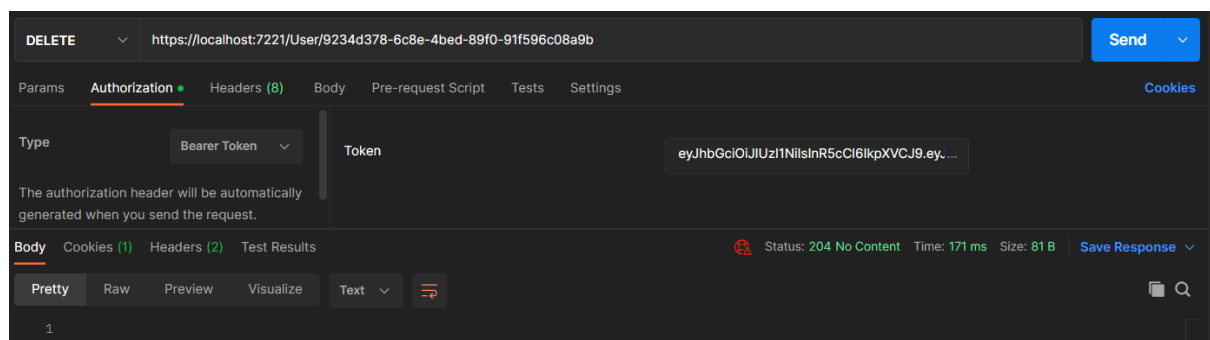 DELETE https://localhost:7221/User/9234d378-6c8e-4bed-89f0-91f596c08a9b Send
Params Authorization Headers (8) Body Pre-request Script Tests Settings Cookies
Type Bearer Token Token eyJhbGciOiJIUzI1NiIsInR5cCI6IkpXVCJ9.eyJ...
The authorization header will be automatically
generated when you send the request.
Body Cookies (1) Headers (2) Test Results Status: 204 No Content Time: 171 ms Size: 81 B Save Response
Pretty Raw Preview Visualize Text
1